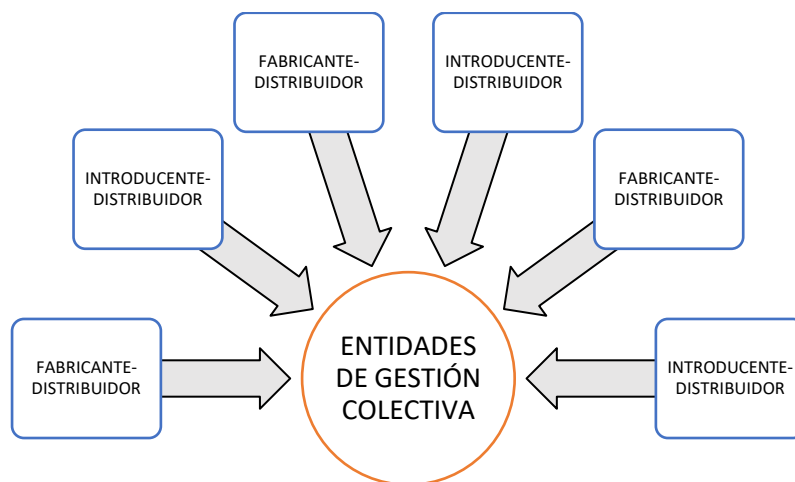 FABRICANTE-
DISTRIBUIDOR
INTRODUCENTE-
DISTRIBUIDOR
INTRODUCENTE-
DISTRIBUIDOR
FABRICANTE-
DISTRIBUIDOR
FABRICANTE-
DISTRIBUIDOR
ENTIDADES
DE GESTIÓN
COLECTIVA
INTRODUCENTE-
DISTRIBUIDOR